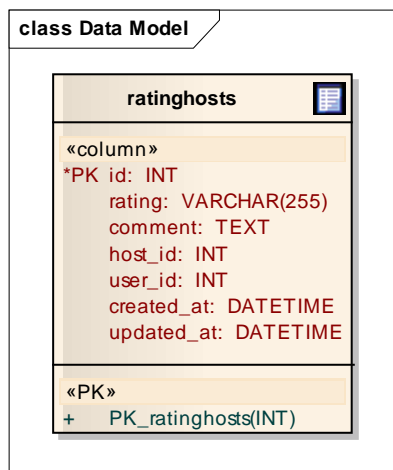 class Data Model
ratinghosts
«column»
*PK id: INT
rating: VARCHAR(255)
comment: TEXT
host_id: INT
user_id: INT
created_at: DATETIME
updated_at: DATETIME
«PK»
+ PK_ratinghosts(INT)